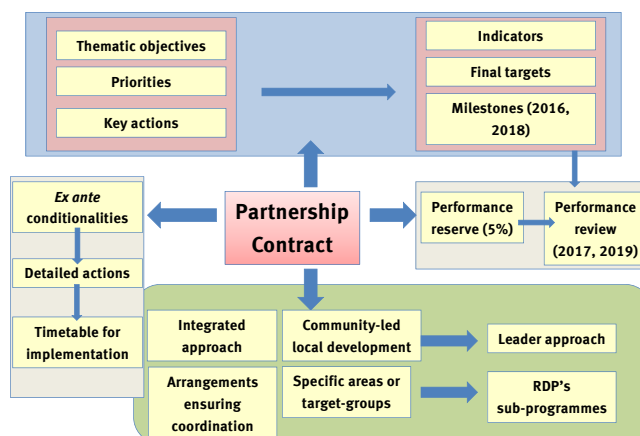 Thematic objectives
Priorities
Key actions
Indicators
Final targets
Milestones (2016,
2018)
Ex ante
conditionalities
Detailed actions
Timetable for
implementation
Partnership
Contract
Performance
reserve (5%)
Performance
review
(2017, 2019)
Integrated
approach
Community-led
local development
Leader approach
Arrangements
ensuring
coordination
Specific areas or
target-groups
RDP's
sub-programmes